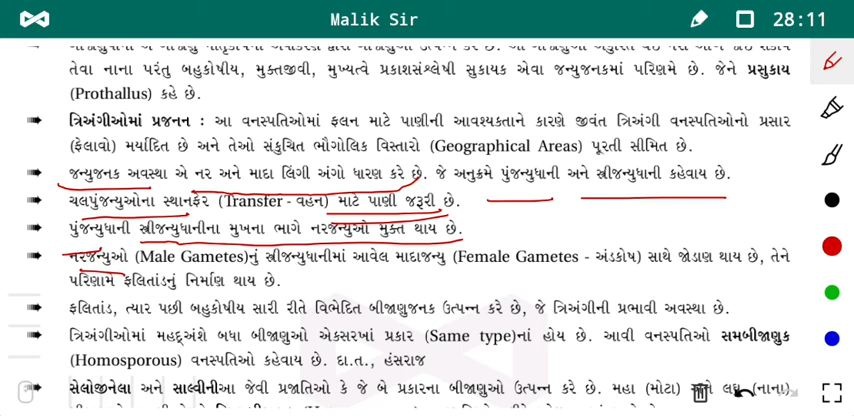 Malik Sir
28:11
તેવા નાના પરંતુ બહુકોષીય, મુક્તજીવી, મુખ્યત્વે પ્રકાશસંશ્લેષી સુકાયક એવા જન્યુજનકમાં પરિણમે છે. જેને પ્રસુકાય
(Prothallus) કહે છે.
ત્રિઅંગીઓમાં પ્રજનન : આ વનસ્પતિઓમાં ફલન માટે પાણીની આવશ્યકતાને કારણે જીવંત ત્રિઅંગી વનસ્પતિઓનો પ્રસાર
(ફેલાવો) મર્યાદિત છે અને તેઓ સંકુચિત ભૌગોલિક વિસ્તારો (Geographical Areas) પૂરતી સીમિત છે.
જન્યુજનક અવસ્થા એ નર અને માદા લિંગી અંગો ધારણ કરે છે. જે અનુક્રમે પુંજન્યુધાની અને સ્ત્રીજન્યુધાની કહેવાય છે.
ચલપુંજન્યુઓના સ્થાનફેર (Transfer - વહન) માટે પાણી જરૂરી છે.
પુંજન્યુધાની સ્ત્રીજન્યુધાનીના મુખના ભાગે નરજન્યુઓ મુક્ત થાય છે.
નરજન્યુઓ (Male Gametes)નું સ્ત્રીજન્યુધાનીમાં આવેલ માદાજન્યુ (Female Gametes - અંડકોષ) સાથે જોડાણ થાય છે, તેને
પરિણામે ફલિતાંડનું નિર્માણ થાય છે.
ફલિતાંડ, ત્યાર પછી બહુકોષીય સારી રીતે વિભેદિત બીજાણુજનક ઉત્પન્ન કરે છે, જે ત્રિઅંગીની પ્રભાવી અવસ્થા છે.
ત્રિઅંગીઓમાં મહદ્અંશે બધા બીજાણુઓ એકસરખાં પ્રકાર (Same type)નાં હોય છે. આવી વનસ્પતિઓ સમબીજાણુક
(Homosporous) વનસ્પતિઓ કહેવાય છે. દા.ત., હંસરાજ
સેલાજીનેલા અને સાલ્વીનીઆ જેવી પ્રજાતિઓ કે જે બે પ્રકારના બીજાણુઓ ઉત્પન્ન કરે છે. મહા (મોટા) અને લઘુ (નાના)